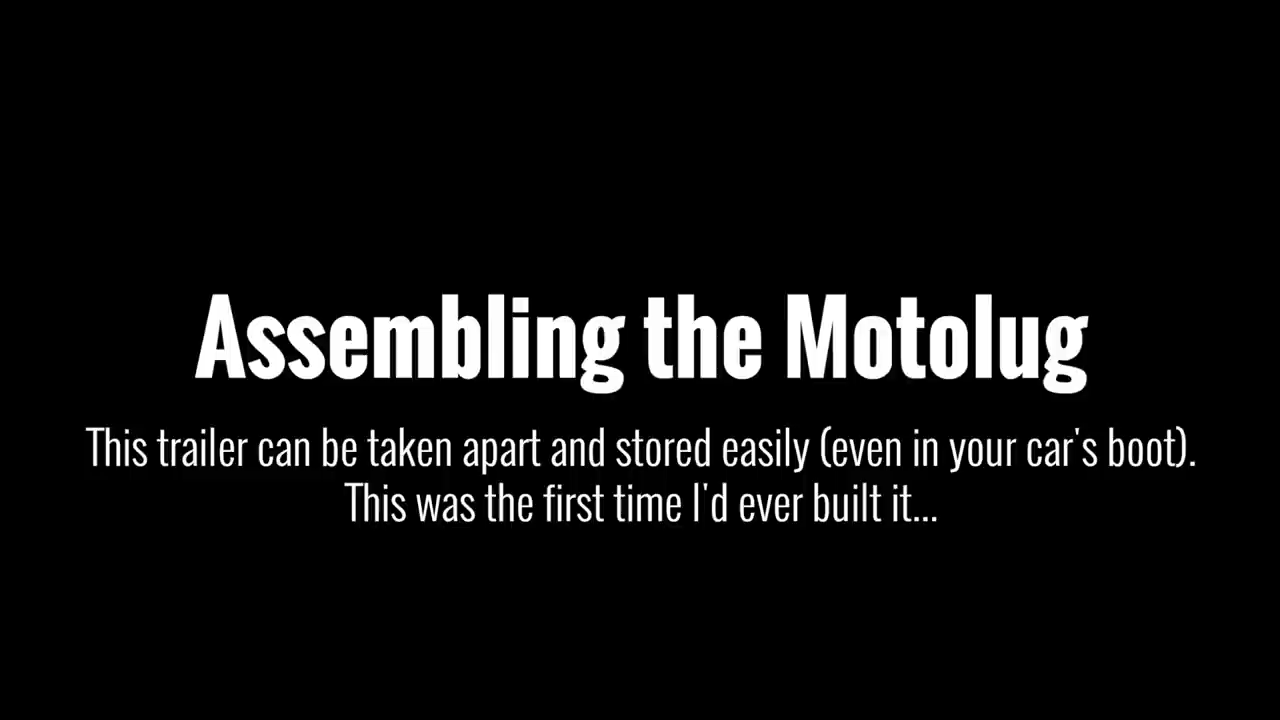 Assembling the Motolug
This trailer can be taken apart and stored easily (even in your car's boot).
This was the first time I'd ever built it...